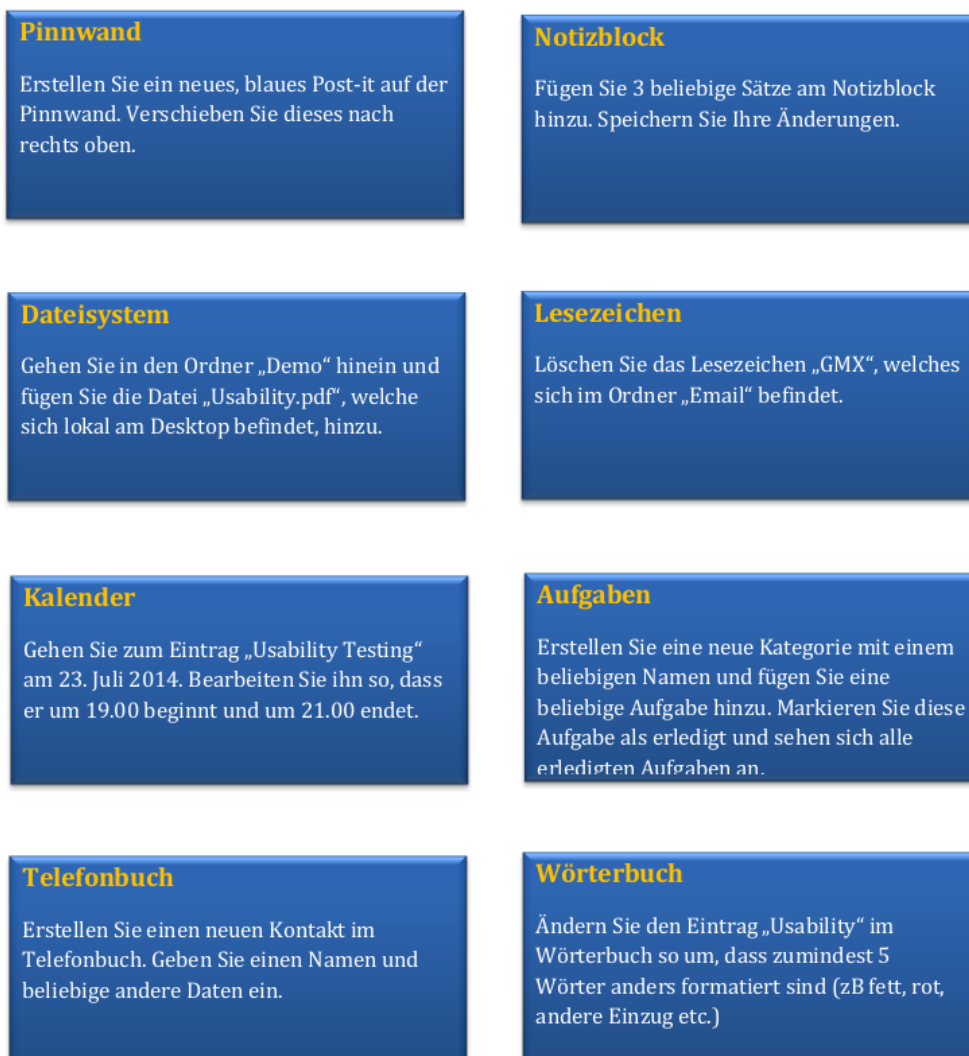 Pinnwand
Erstellen Sie ein neues, blaues Post-it auf der
Pinnwand. Verschieben Sie dieses nach
rechts oben.
Notizblock
Fügen Sie 3 beliebige Sätze am Notizblock
hinzu. Speichern Sie Ihre Änderungen.
Dateisystem
Gehen Sie in den Ordner „Demo“ hinein und
fügen Sie die Datei „Usability.pdf“, welche
sich lokal am Desktop befindet, hinzu.
Lesezeichen
Löschen Sie das Lesezeichen „GMX“, welches
sich im Ordner „Email“ befindet.
Kalender
Gehen Sie zum Eintrag „Usability Testing“
am 23. Juli 2014. Bearbeiten Sie ihn so, dass
er um 19.00 beginnt und um 21.00 endet.
Aufgaben
Erstellen Sie eine neue Kategorie mit einem
beliebigen Namen und fügen Sie eine
beliebige Aufgabe hinzu. Markieren Sie diese
Aufgabe als erledigt und sehen sich alle
erledigten Aufgaben an.
Telefonbuch
Erstellen Sie einen neuen Kontakt im
Telefonbuch. Geben Sie einen Namen und
beliebige andere Daten ein.
Wörterbuch
Ändern Sie den Eintrag „Usability“ im
Wörterbuch so um, dass zumindest 5
Wörter anders formatiert sind (zB fett, rot,
andere Einzug etc.)